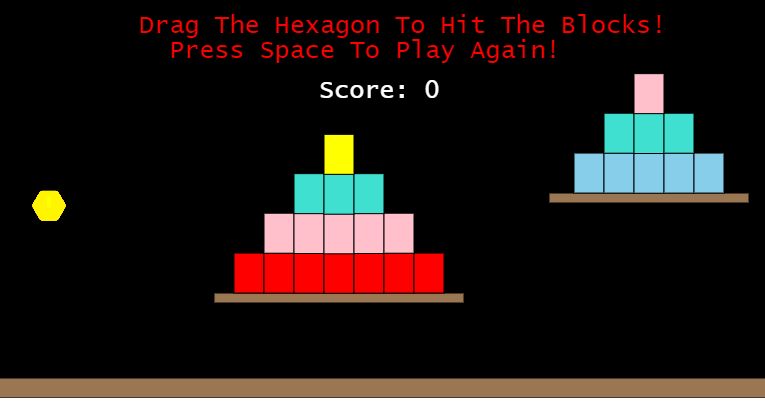 Drag The Hexagon To Hit The Blocks!
Press Space To Play Again!
Score: 0